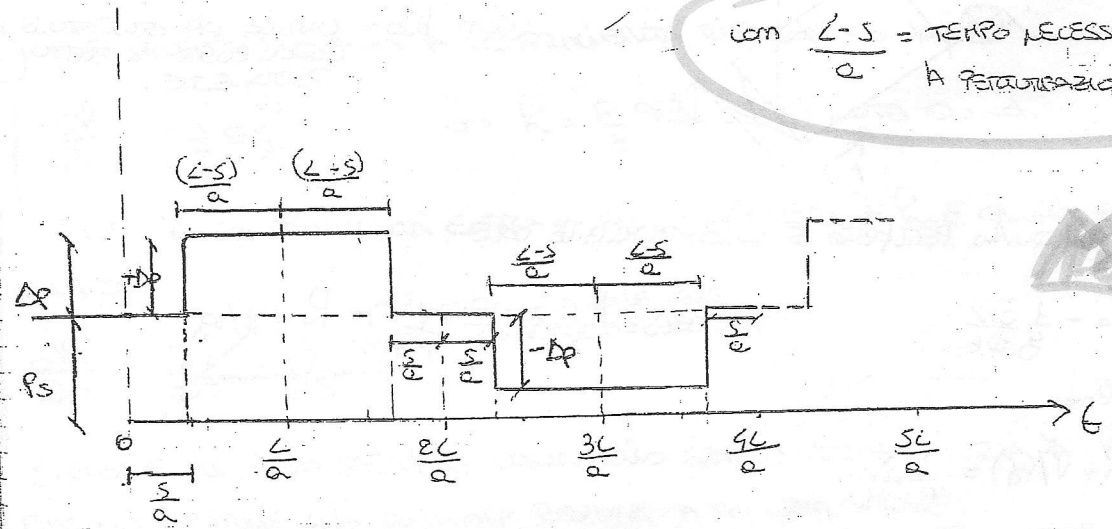 con (L-S)/a = TEMPO NECESS
A PERTURBAZIO
(L-S)/a (L-S)/a
ΔP
+ΔP
L-S/a L-S/a
S/a
S/a S/a
-ΔP
PS
0 L/a 2L/a 3L/a 4L/a 5L/a t
S/a